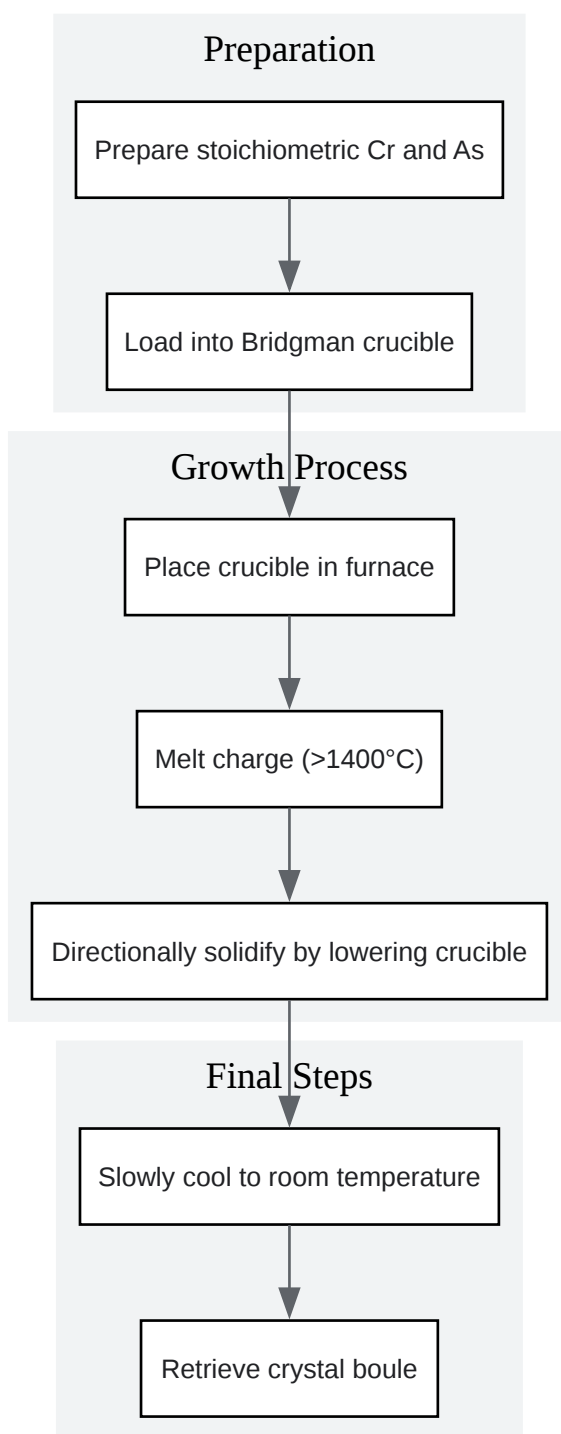 Preparation
Prepare stoichiometric Cr and As
Load into Bridgman crucible
Growth Process
Place crucible in furnace
Melt charge (>1400°C)
Directionally solidify by lowering crucible
Final Steps
Slowly cool to room temperature
Retrieve crystal boule